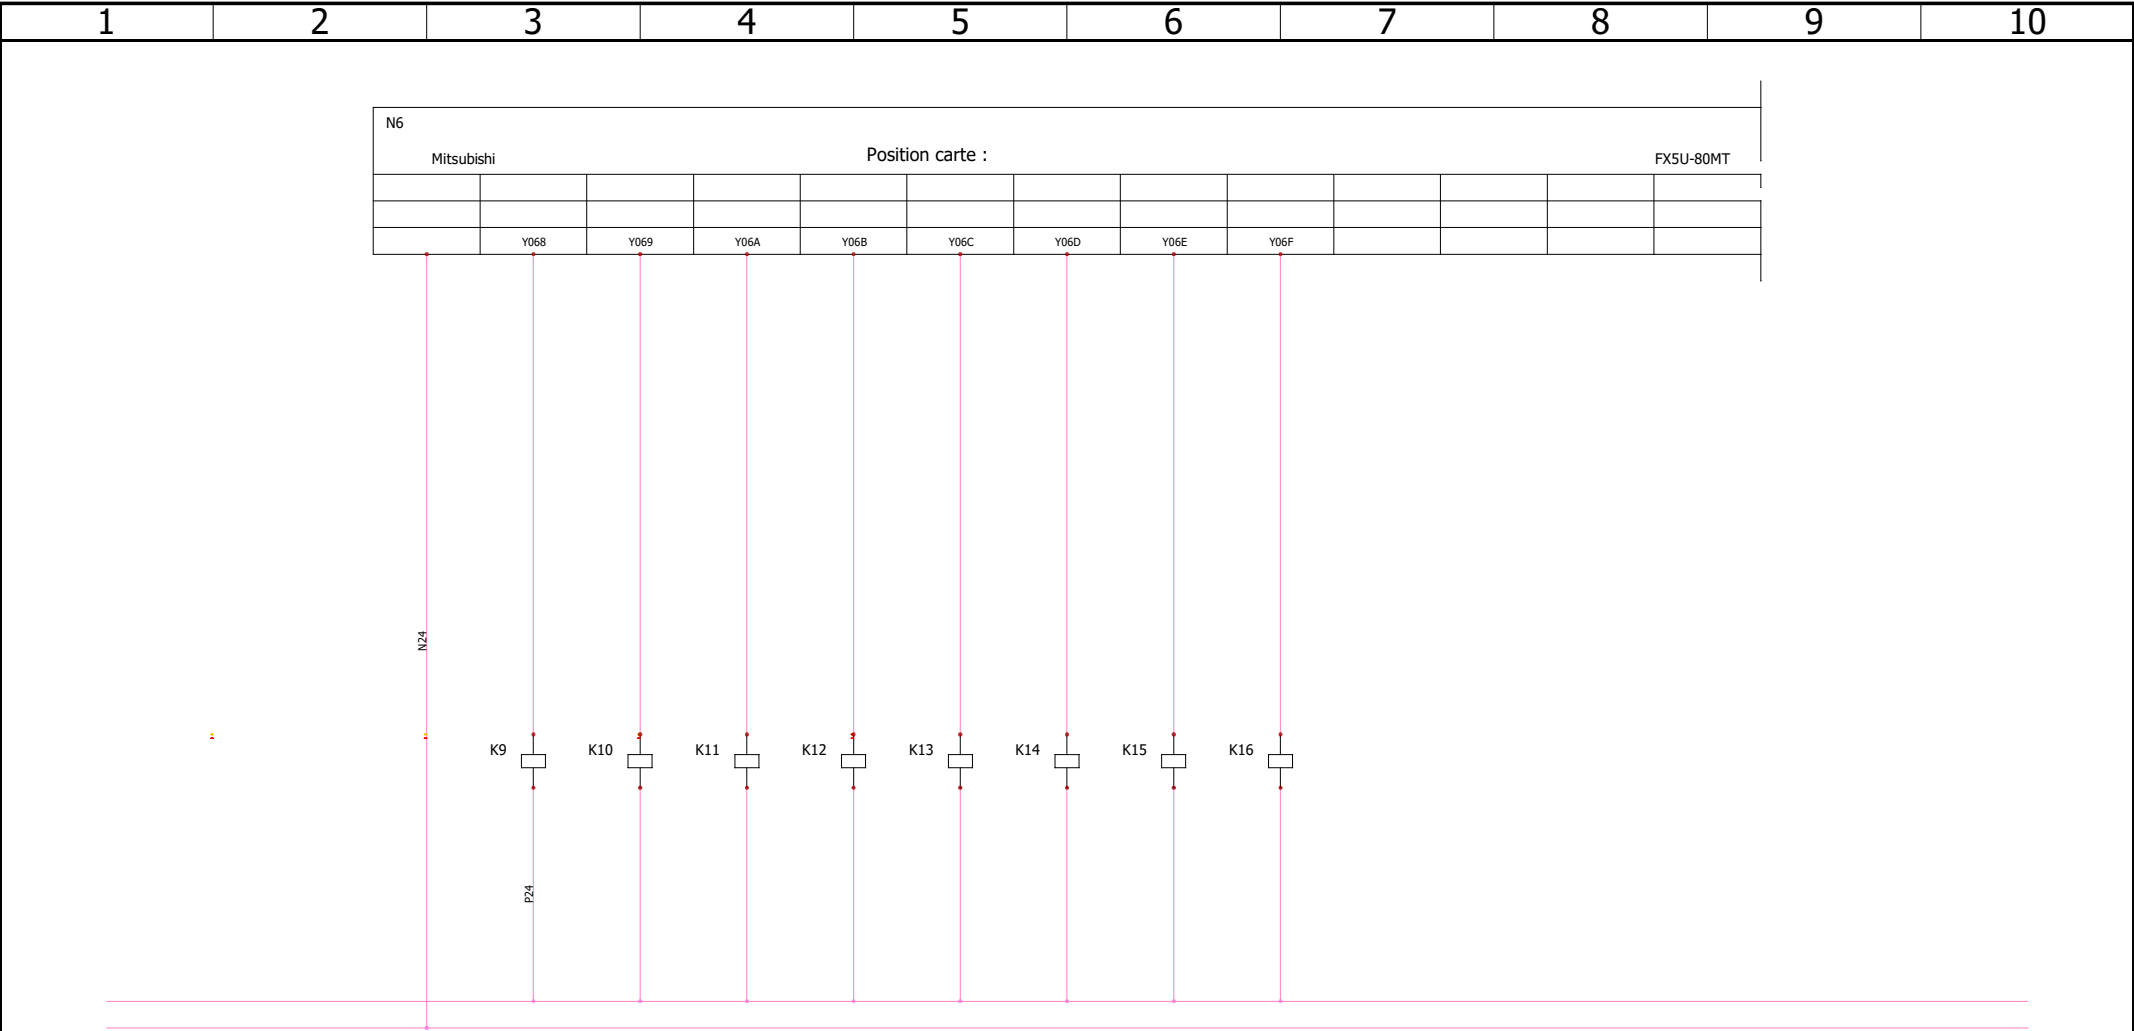 1 2 3 4 5 6 7 8 9 10
N6
Mitsubishi Position carte : FX5U-80MT
Y068 Y069 Y06A Y06B Y06C Y06D Y06E Y06F
N24
K9 K10 K11 K12 K13 K14 K15 K16
P24